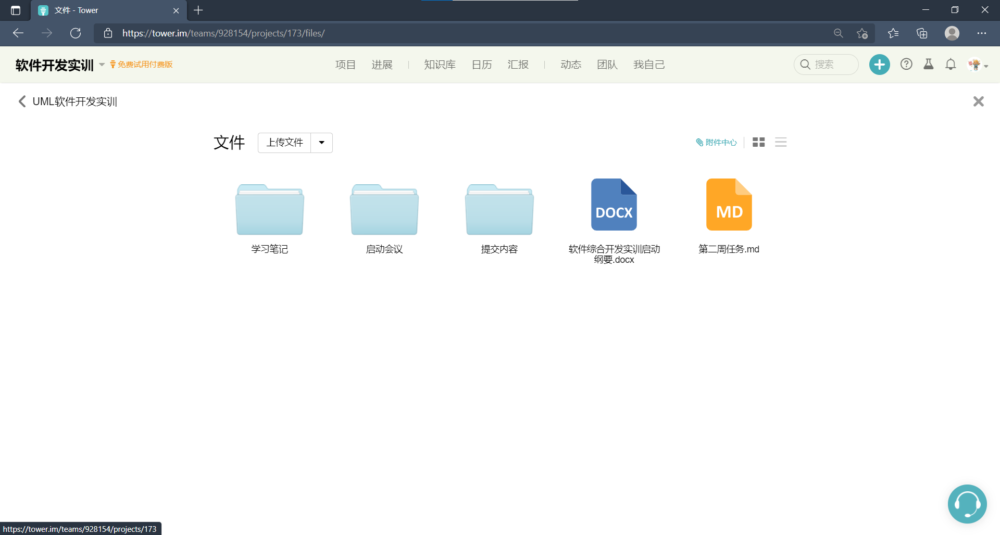 文件 - Tower
https://tower.im/teams/928154/projects/173/files/
软件开发实训
免费试用付费版
项目 进展 知识库 日历 汇报 动态 团队 我自己
搜索
UML软件开发实训
文件
上传文件
附件中心
DOCX
MD
学习笔记
启动会议
提交内容
软件综合开发实训启动
纲要.docx
第二周任务.md
https://tower.im/teams/928154/projects/173